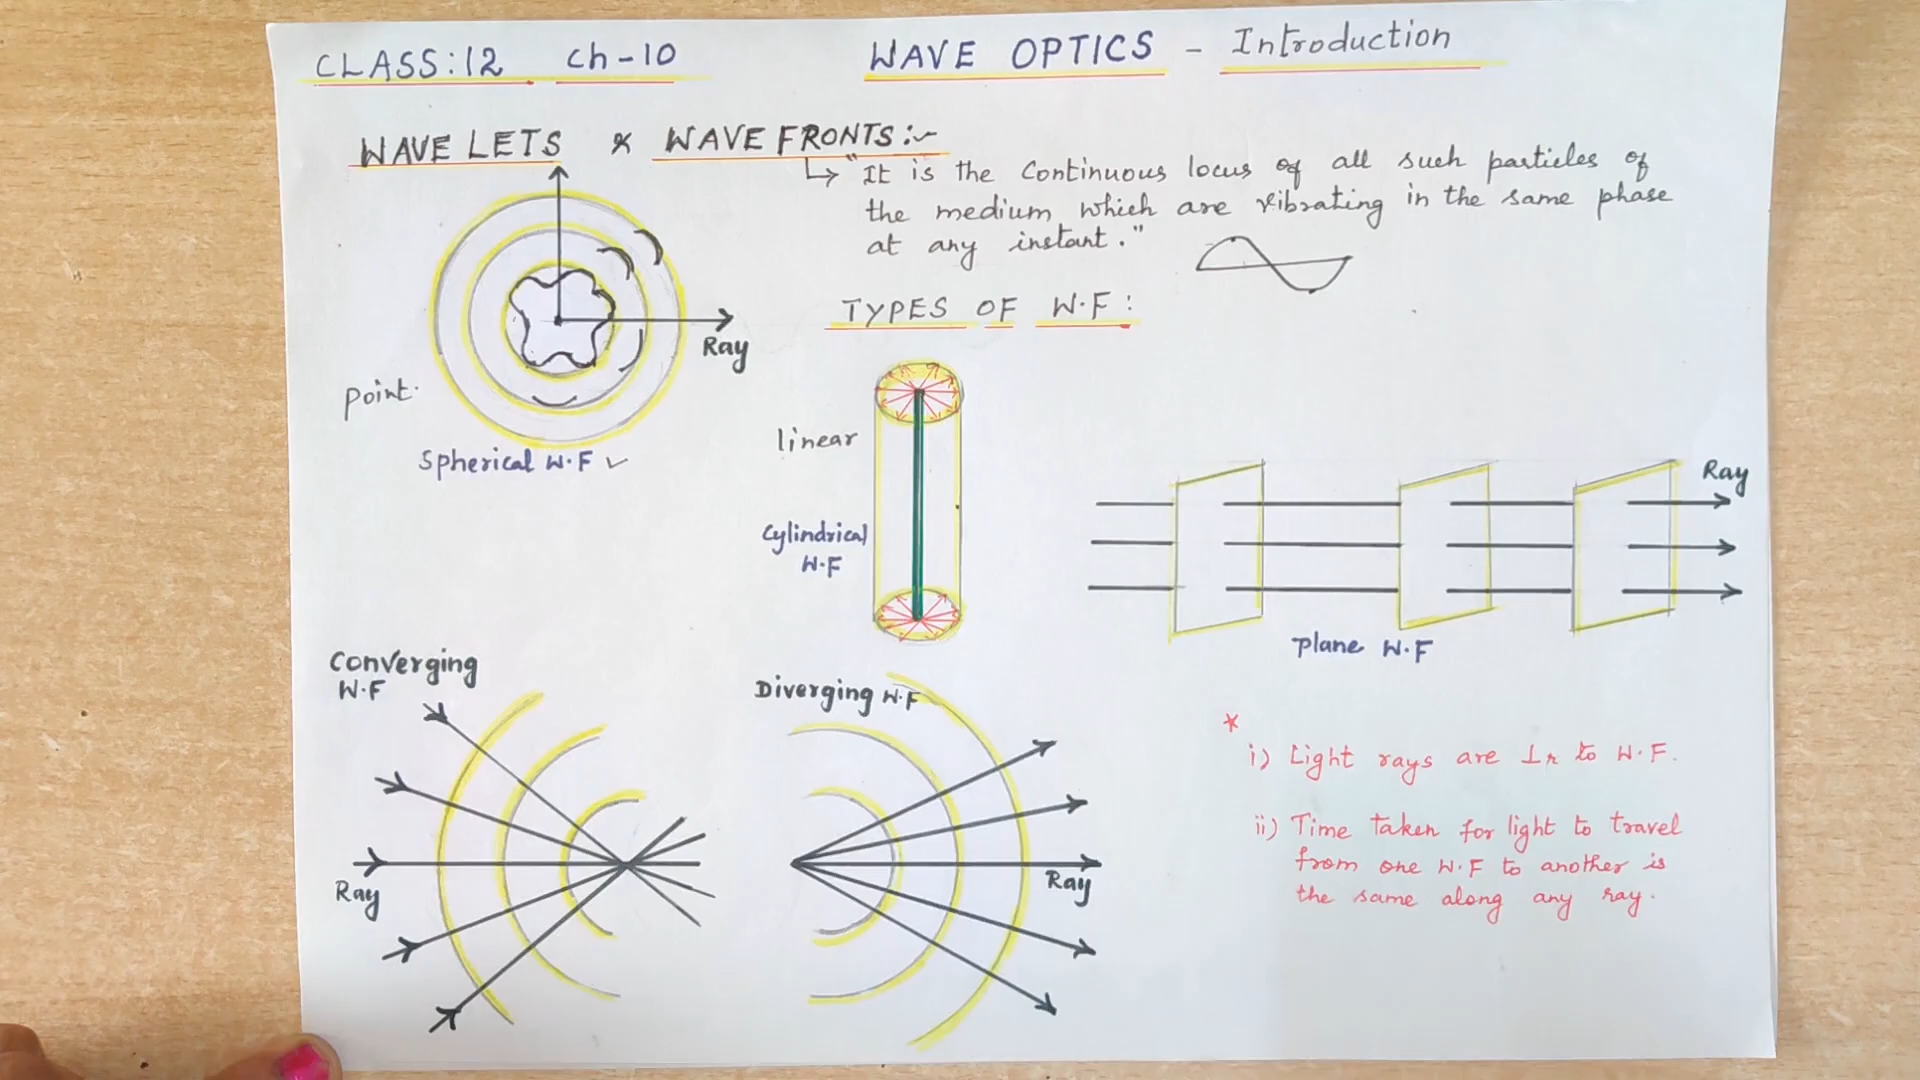 CLASS:12 Ch-10 WAVE OPTICS - Introduction
WAVE LETS & WAVE FRONTS :-
"It is the Continuous locus of all such particles of
the medium which are vibrating in the same phase
at any instant."
Ray
point.
Spherical W.F ✓
TYPES OF W.F :
linear
Cylindrical
W.F
Ray
Plane W.F
Converging
W.F
Ray
Diverging W.F
Ray
*
i) Light rays are ⊥r to W.F.
ii) Time taken for light to travel
from one W.F to another is
the same along any ray.